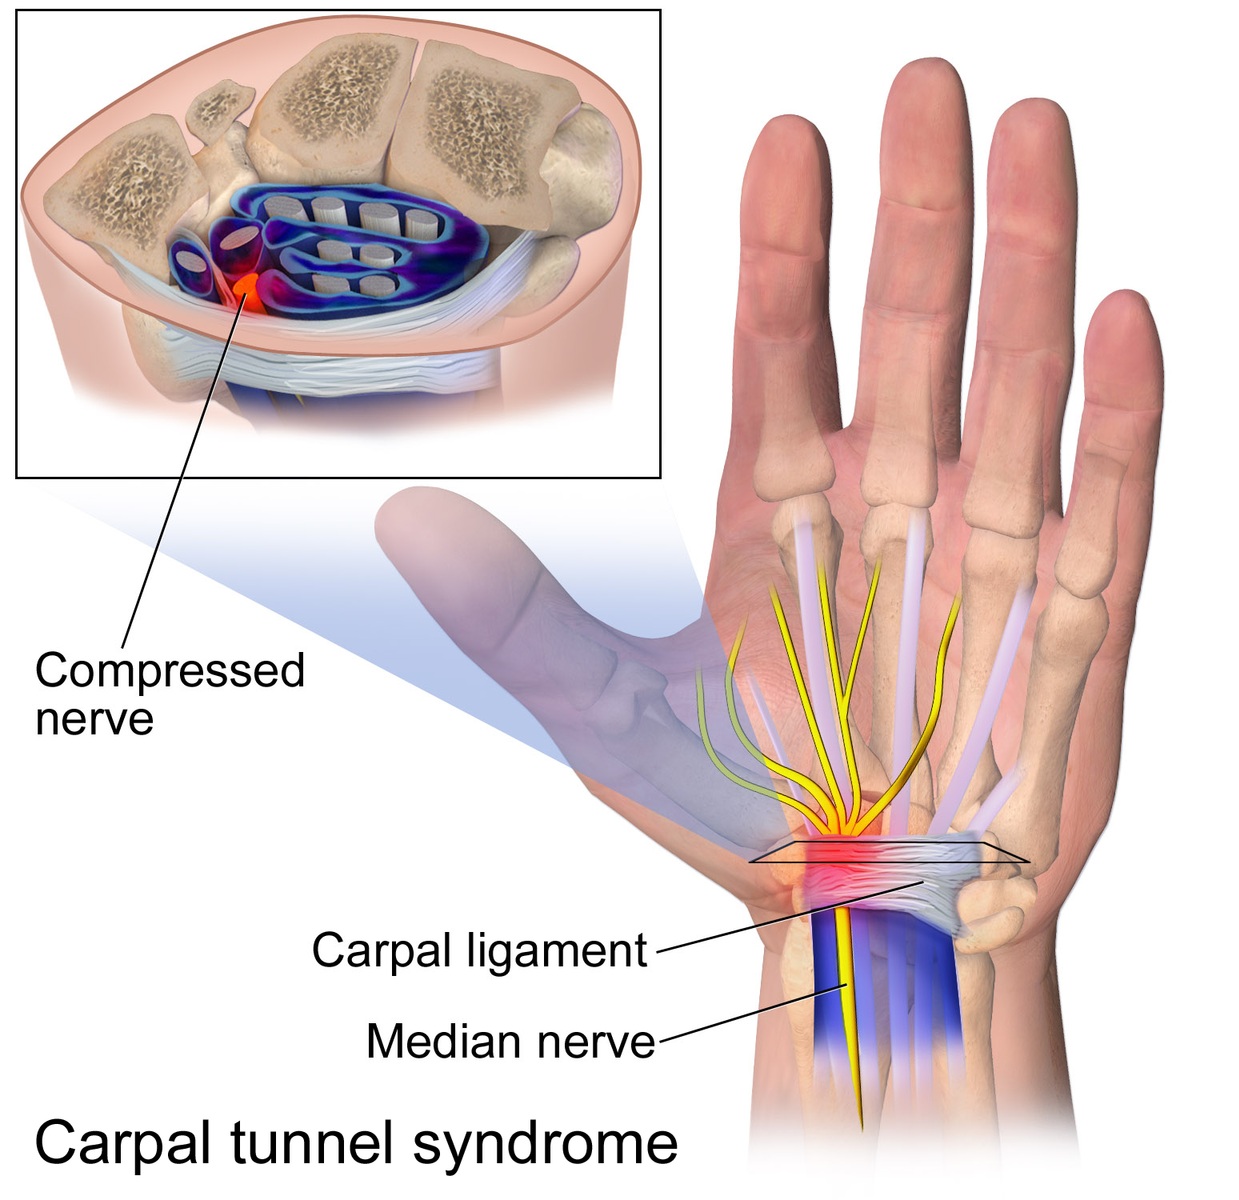 Compressed
nerve
Carpal ligament
Median nerve
Carpal tunnel syndrome